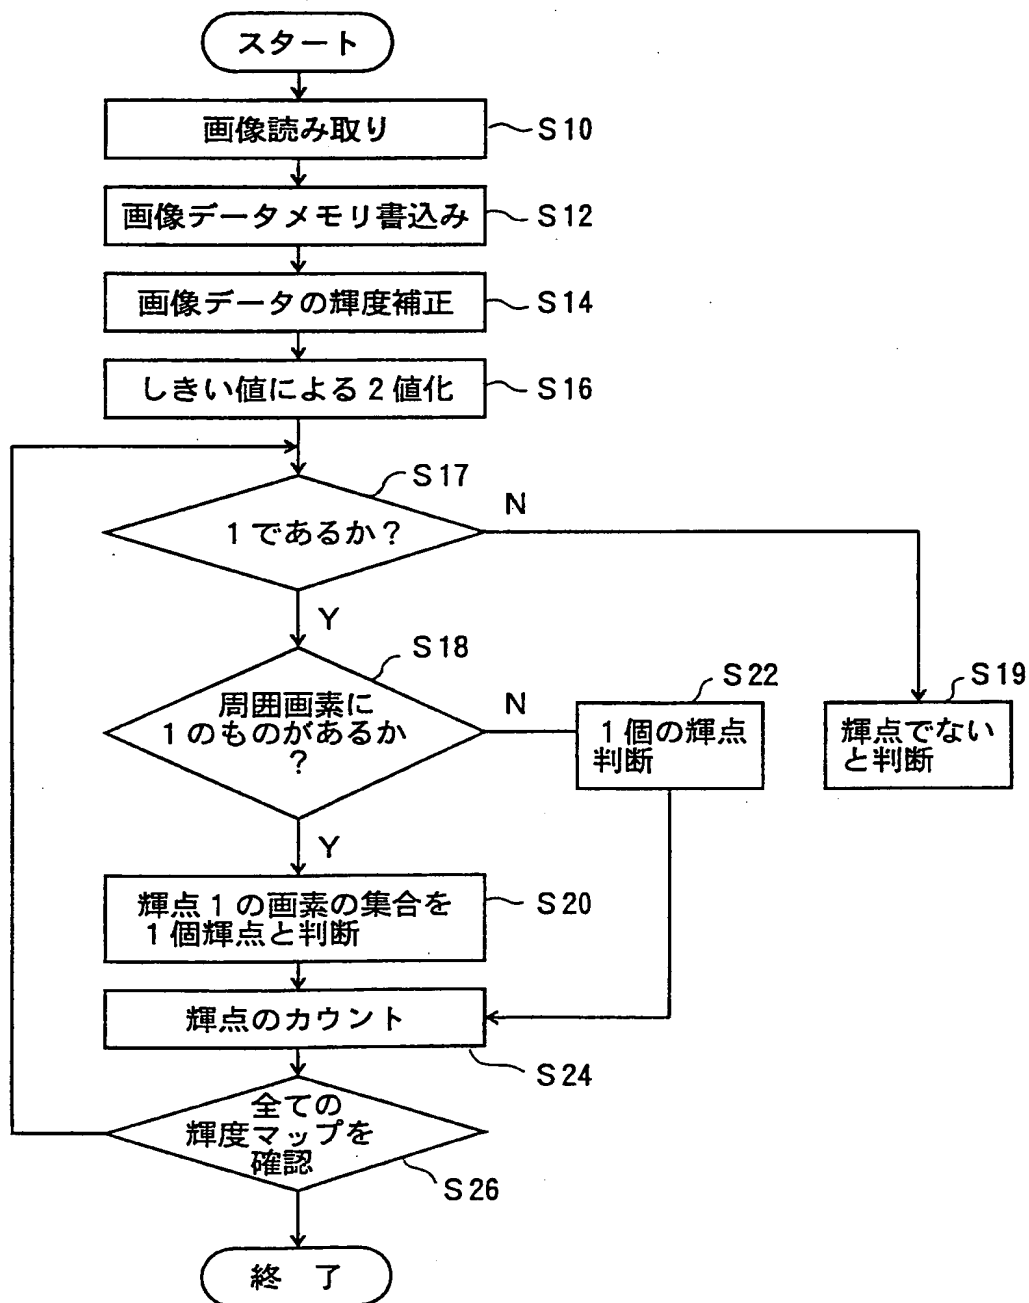 スタート
画像読み取り
S10
画像データメモリ書込み
S12
画像データの輝度補正
S14
しきい値による2値化
S16
S17
1であるか?
N
Y
S18
周囲画素に
1のものがあるか
?
N
S22
1個の輝点
判断
S19
輝点でない
と判断
Y
輝点1の画素の集合を
1個輝点と判断
S20
輝点のカウント
S24
全ての
輝度マップを
確認
S26
終 了